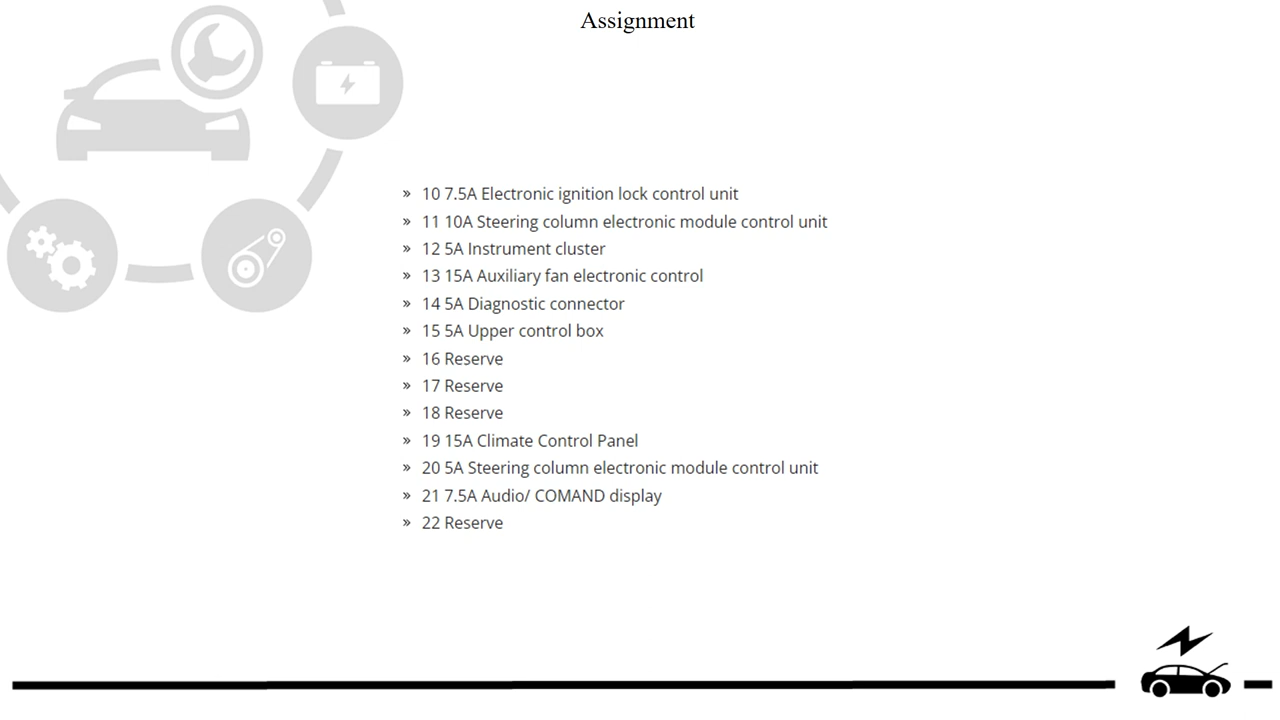 Assignment
» 10 7.5A Electronic ignition lock control unit
» 11 10A Steering column electronic module control unit
» 12 5A Instrument cluster
» 13 15A Auxiliary fan electronic control
» 14 5A Diagnostic connector
» 15 5A Upper control box
» 16 Reserve
» 17 Reserve
» 18 Reserve
» 19 15A Climate Control Panel
» 20 5A Steering column electronic module control unit
» 21 7.5A Audio/ COMAND display
» 22 Reserve